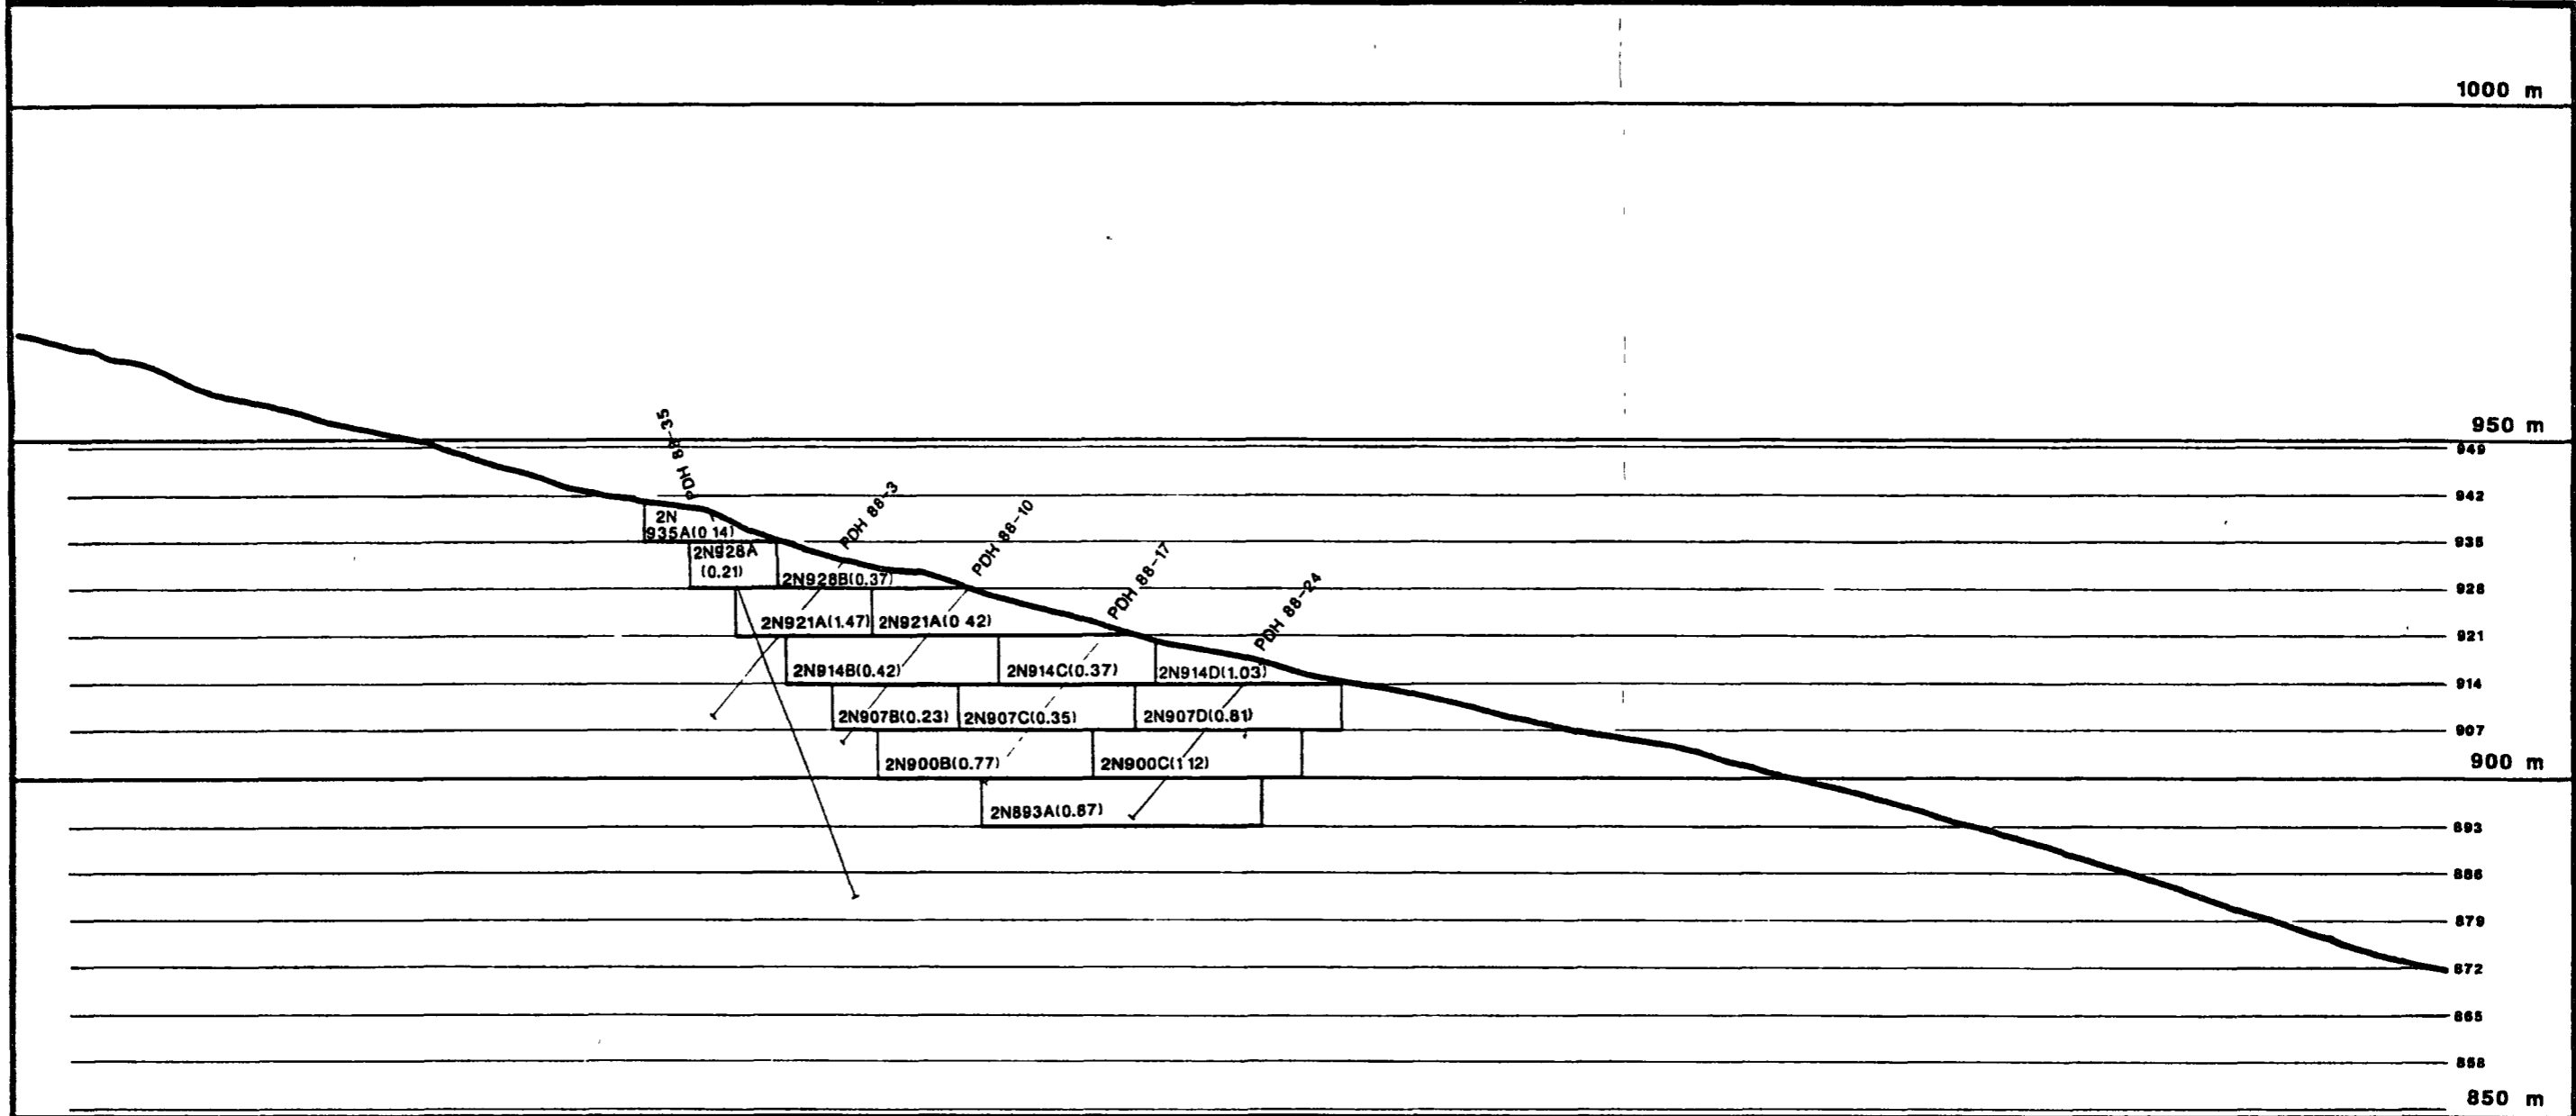 1000 m
950 m
949
PDH 88-35
942
PDH 88-3
PDH 88-10
2N
935A(0 14)
935
2N928A
(0.21)
2N928B(0.37)
PDH 88-17
PDH 88-24
928
2N921A(1.47)
2N921A(0 42)
921
2N914B(0.42)
2N914C(0.37)
2N914D(1.03)
914
2N907B(0.23)
2N907C(0.35)
2N907D(0.81)
907
2N900B(0.77)
2N900C(1 12)
900 m
2N893A(0.87)
893
886
879
872
865
858
850 m